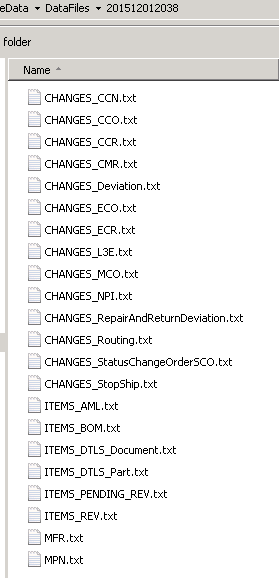 eData ▾ DataFiles ▾ 201512012038
folder
Name
CHANGES_CCN.txt
CHANGES_CCO.txt
CHANGES_CCR.txt
CHANGES_CMR.txt
CHANGES_Deviation.txt
CHANGES_ECO.txt
CHANGES_ECR.txt
CHANGES_L3E.txt
CHANGES_MCO.txt
CHANGES_NPI.txt
CHANGES_RepairAndReturnDeviation.txt
CHANGES_Routing.txt
CHANGES_StatusChangeOrderSCO.txt
CHANGES_StopShip.txt
ITEMS_AML.txt
ITEMS_BOM.txt
ITEMS_DTLS_Document.txt
ITEMS_DTLS_Part.txt
ITEMS_PENDING_REV.txt
ITEMS_REV.txt
MFR.txt
MPN.txt